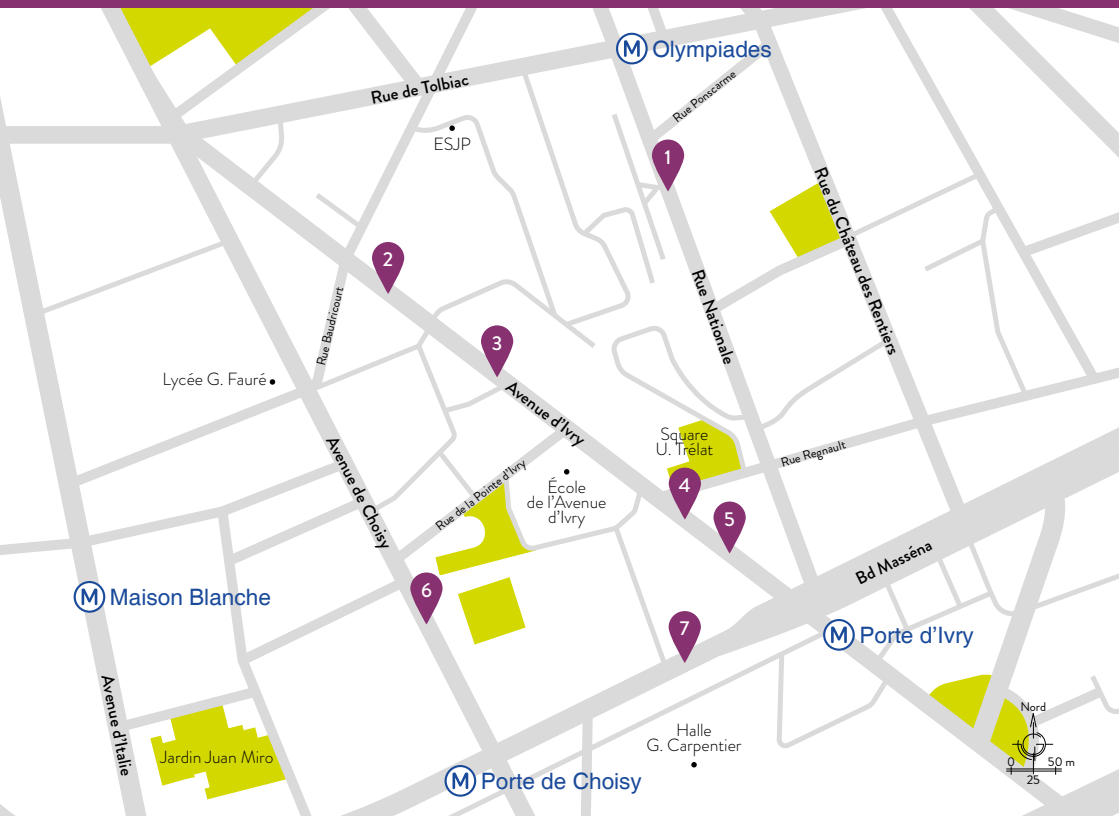 M Olympiades
Rue Ponscarme
Rue de Tolbiac
ESJP
1
Rue du Château des Rentiers
2
Rue Nationale
Rue Baudricourt
3
Lycée G. Fauré
Avenue d'Ivry
Square
U. Trélat
Rue Regnault
Avenue de Choisy
Rue de la Pointe d'Ivry
École
de l'Avenue
d'Ivry
4
5
Bd Masséna
M Maison Blanche
6
7
M Porte d'Ivry
Avenue d'Italie
Jardin Juan Miro
Halle
G. Carpentier
M Porte de Choisy
Nord
0 50 m
25